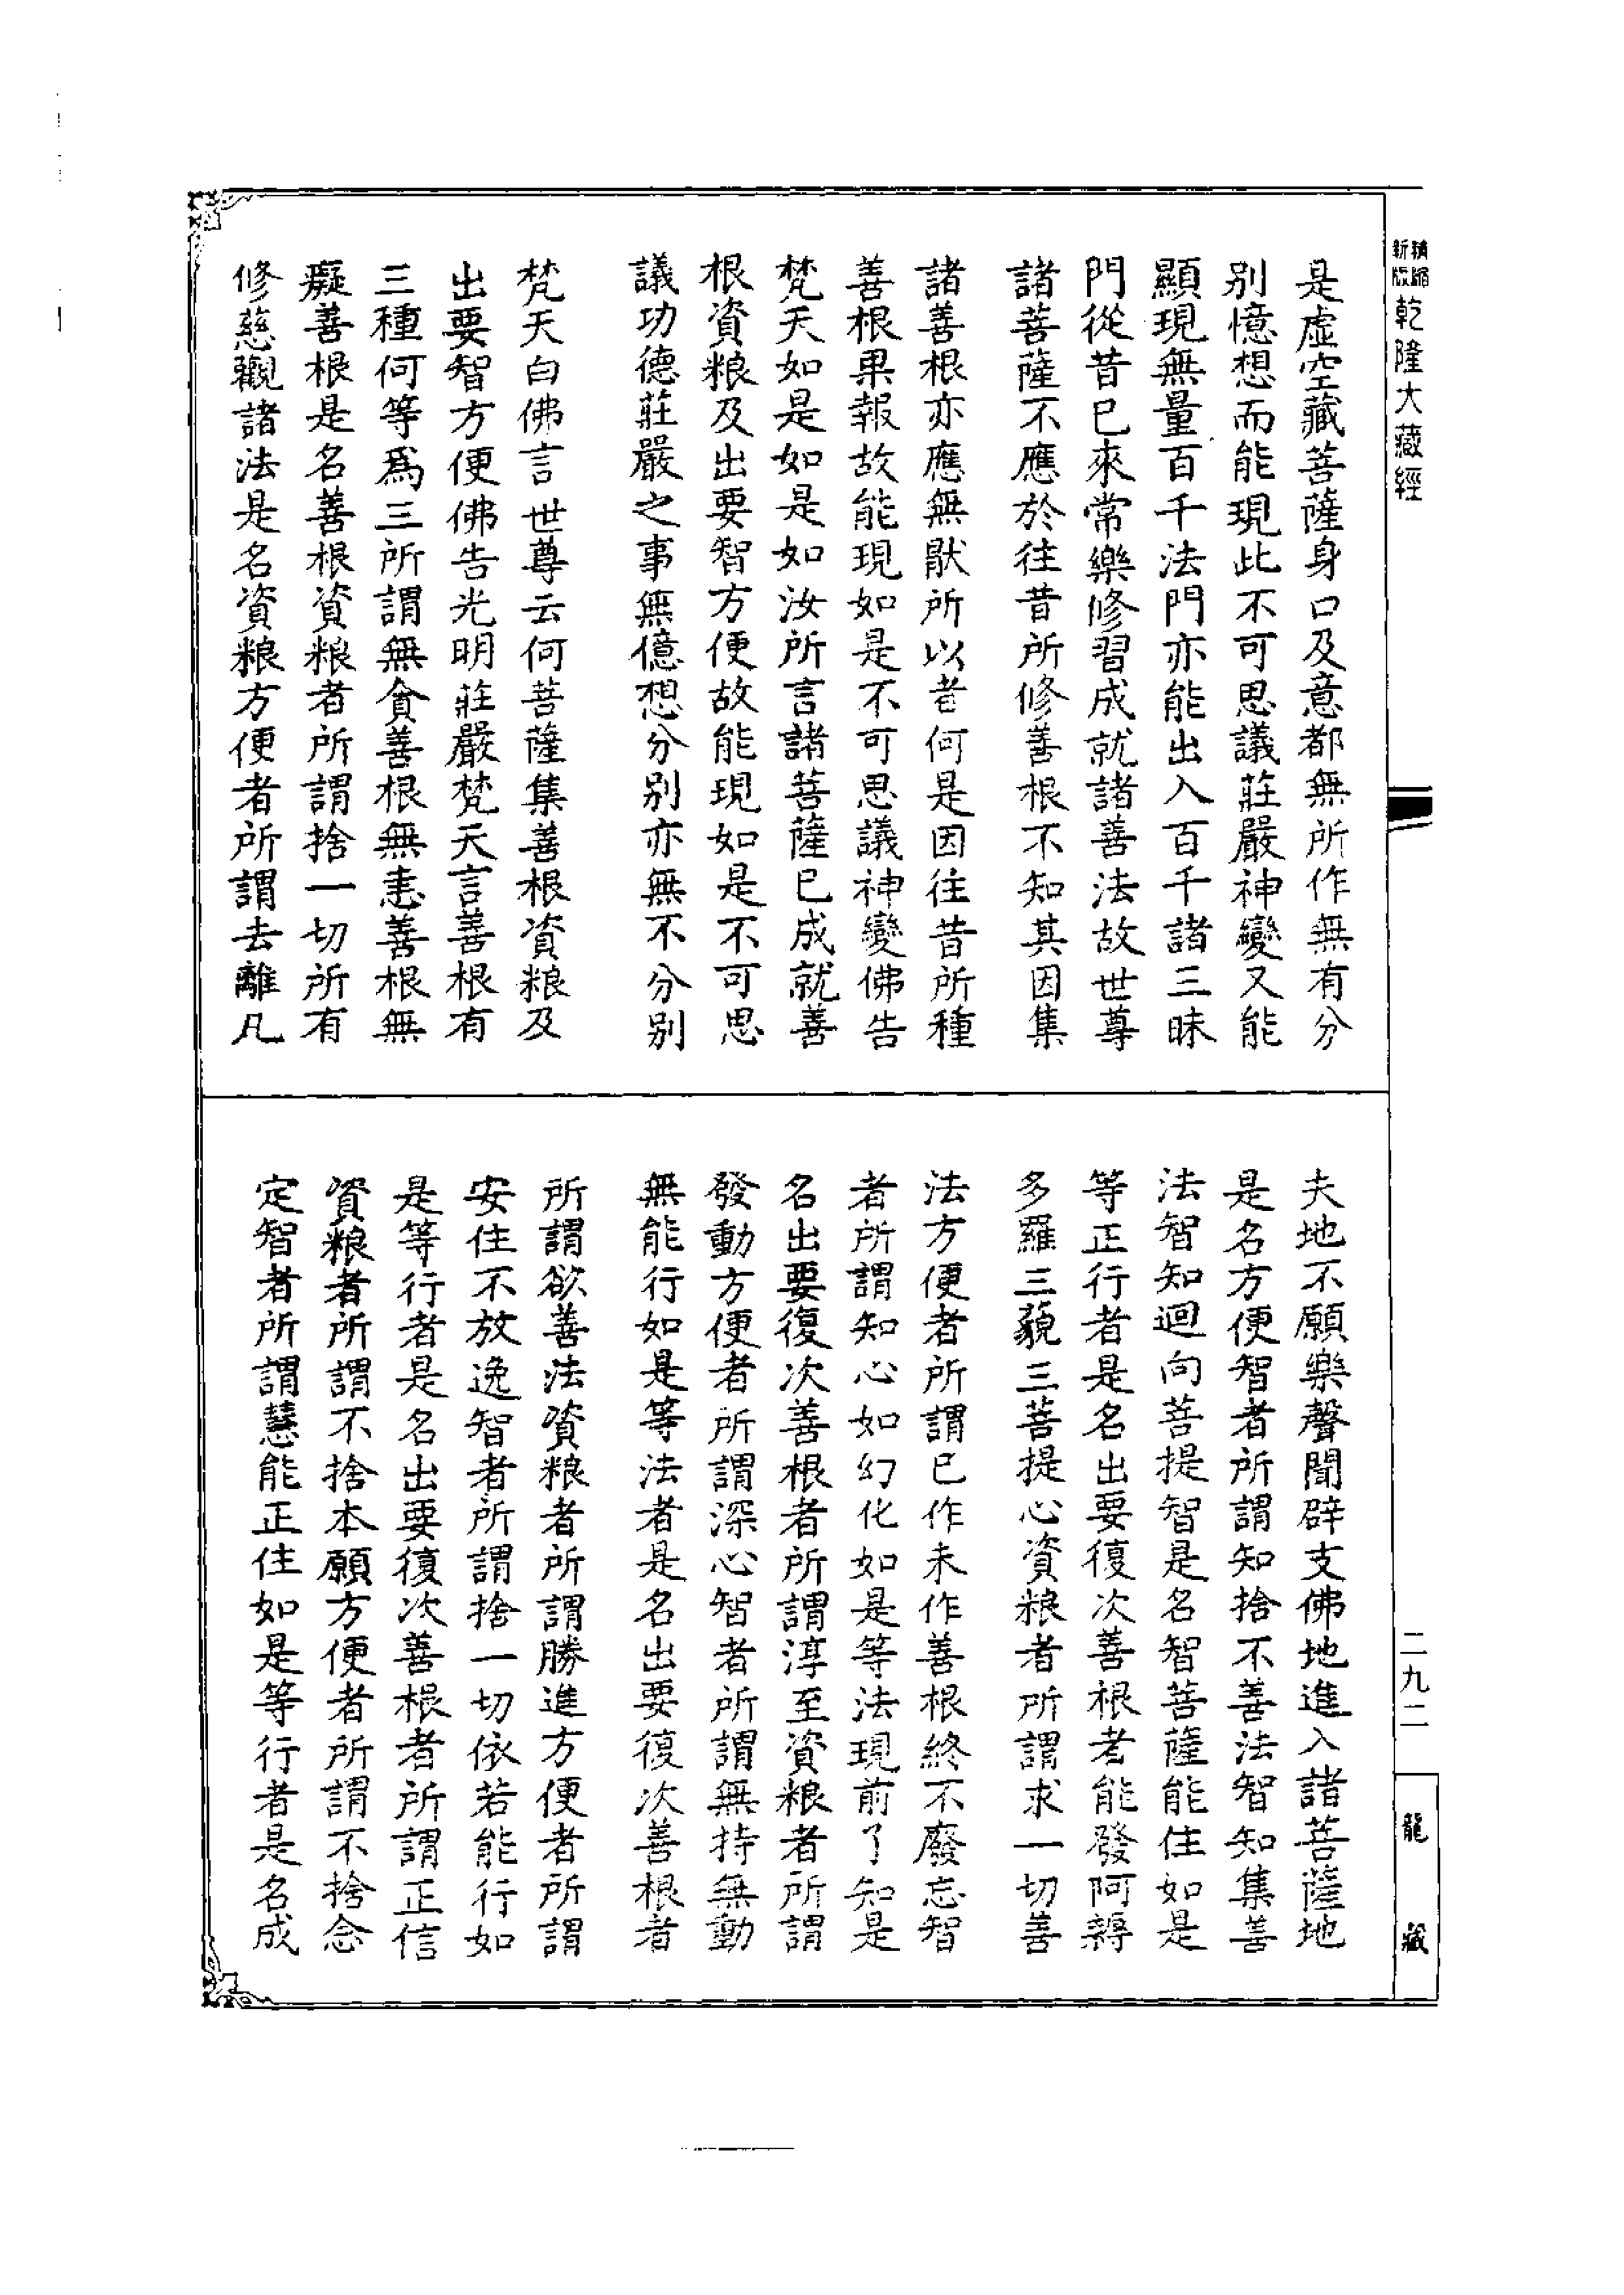 新版
精縮
乾隆大藏經
二九二
龍藏
是虛空藏菩薩身口及意都無所作無有分
別憶想而能現此不可思議莊嚴神變又能
顯現無量百千法門亦能出入百千諸三昧
門從昔已來常樂修習成就諸善法故世尊
諸菩薩不應於往昔所修善根不知其因集
諸善根亦應無猒所以者何是因往昔所種
善根果報故能現如是不可思議神變佛告
梵天如是如是如汝所言諸菩薩已成就善
根資粮及出要智方便故能現如是不可思
議功德莊嚴之事無億想分別亦無不分別
梵天白佛言世尊云何菩薩集善根資粮及
出要智方便佛告光明莊嚴梵天言善根有
三種何等爲三所謂無貪善根無恚善根無
癡善根是名善根資粮者所謂捨一切所有
修慈觀諸法是名資粮方便者所謂去離凡
夫地不願樂聲聞辟支佛地進入諸菩薩地
是名方便智者所謂知捨不善法智知集善
法智知迴向菩提智是名智菩薩能住如是
等正行者是名出要復次善根者能發阿耨
多羅三藐三菩提心資粮者所謂求一切善
法方便者所謂已作未作善根終不廢忘智
者所謂知心如幻化如是等法現前了知是
名出要復次善根者所謂淳至資粮者所謂
發動方便者所謂深心智者所謂無持無動
無能行如是等法者是名出要復次善根者
所謂欲善法資粮者所謂勝進方便者所謂
安住不放逸智者所謂捨一切依若能行如
是等行者是名出要復次善根者所謂正信
資粮者所謂不捨本願方便者所謂不捨念
定智者所謂慧能正住如是等行者是名成